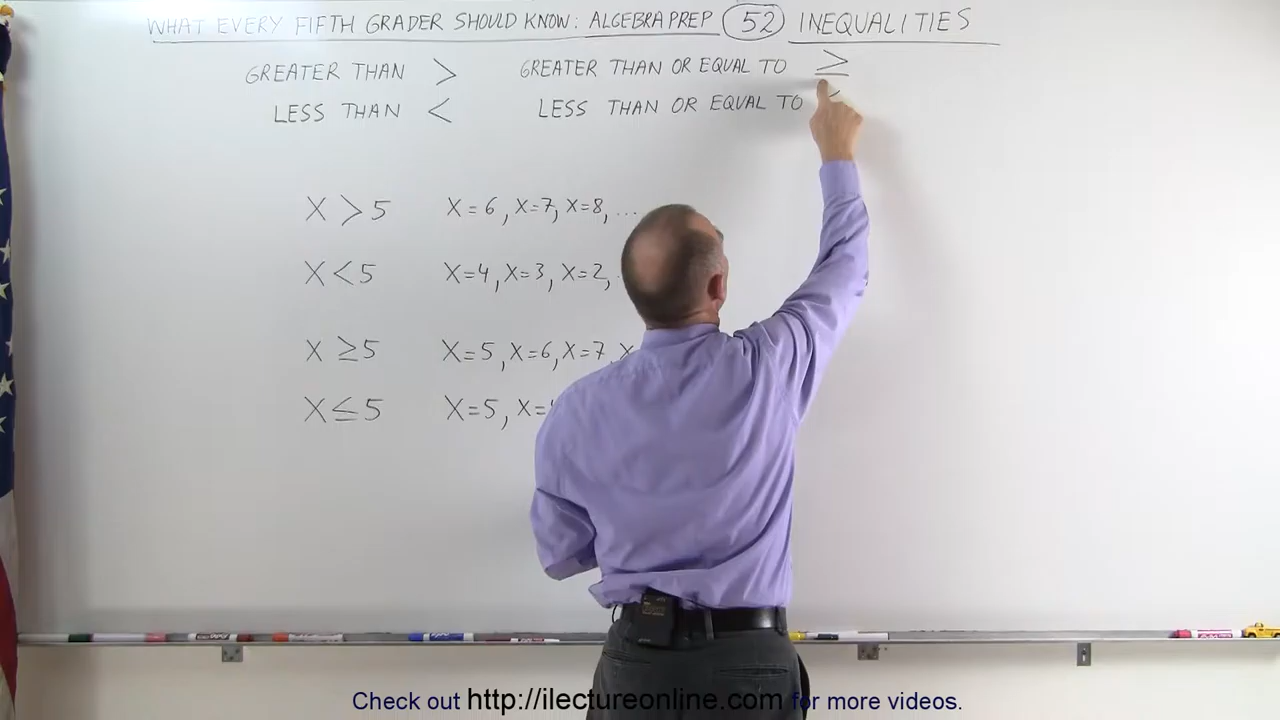 WHAT EVERY FIFTH GRADER SHOULD KNOW: ALGEBRA PREP 52 INEQUALITIES
GREATER THAN > GREATER THAN OR EQUAL TO ≥
LESS THAN < LESS THAN OR EQUAL TO
X > 5 X = 6, X = 7, X = 8, ...
X < 5 X = 4, X = 3, X = 2,
X ≥ 5 X = 5, X = 6, X = 7, X
X ≤ 5 X = 5, X =
Check out http://ilectureonline.com for more videos.